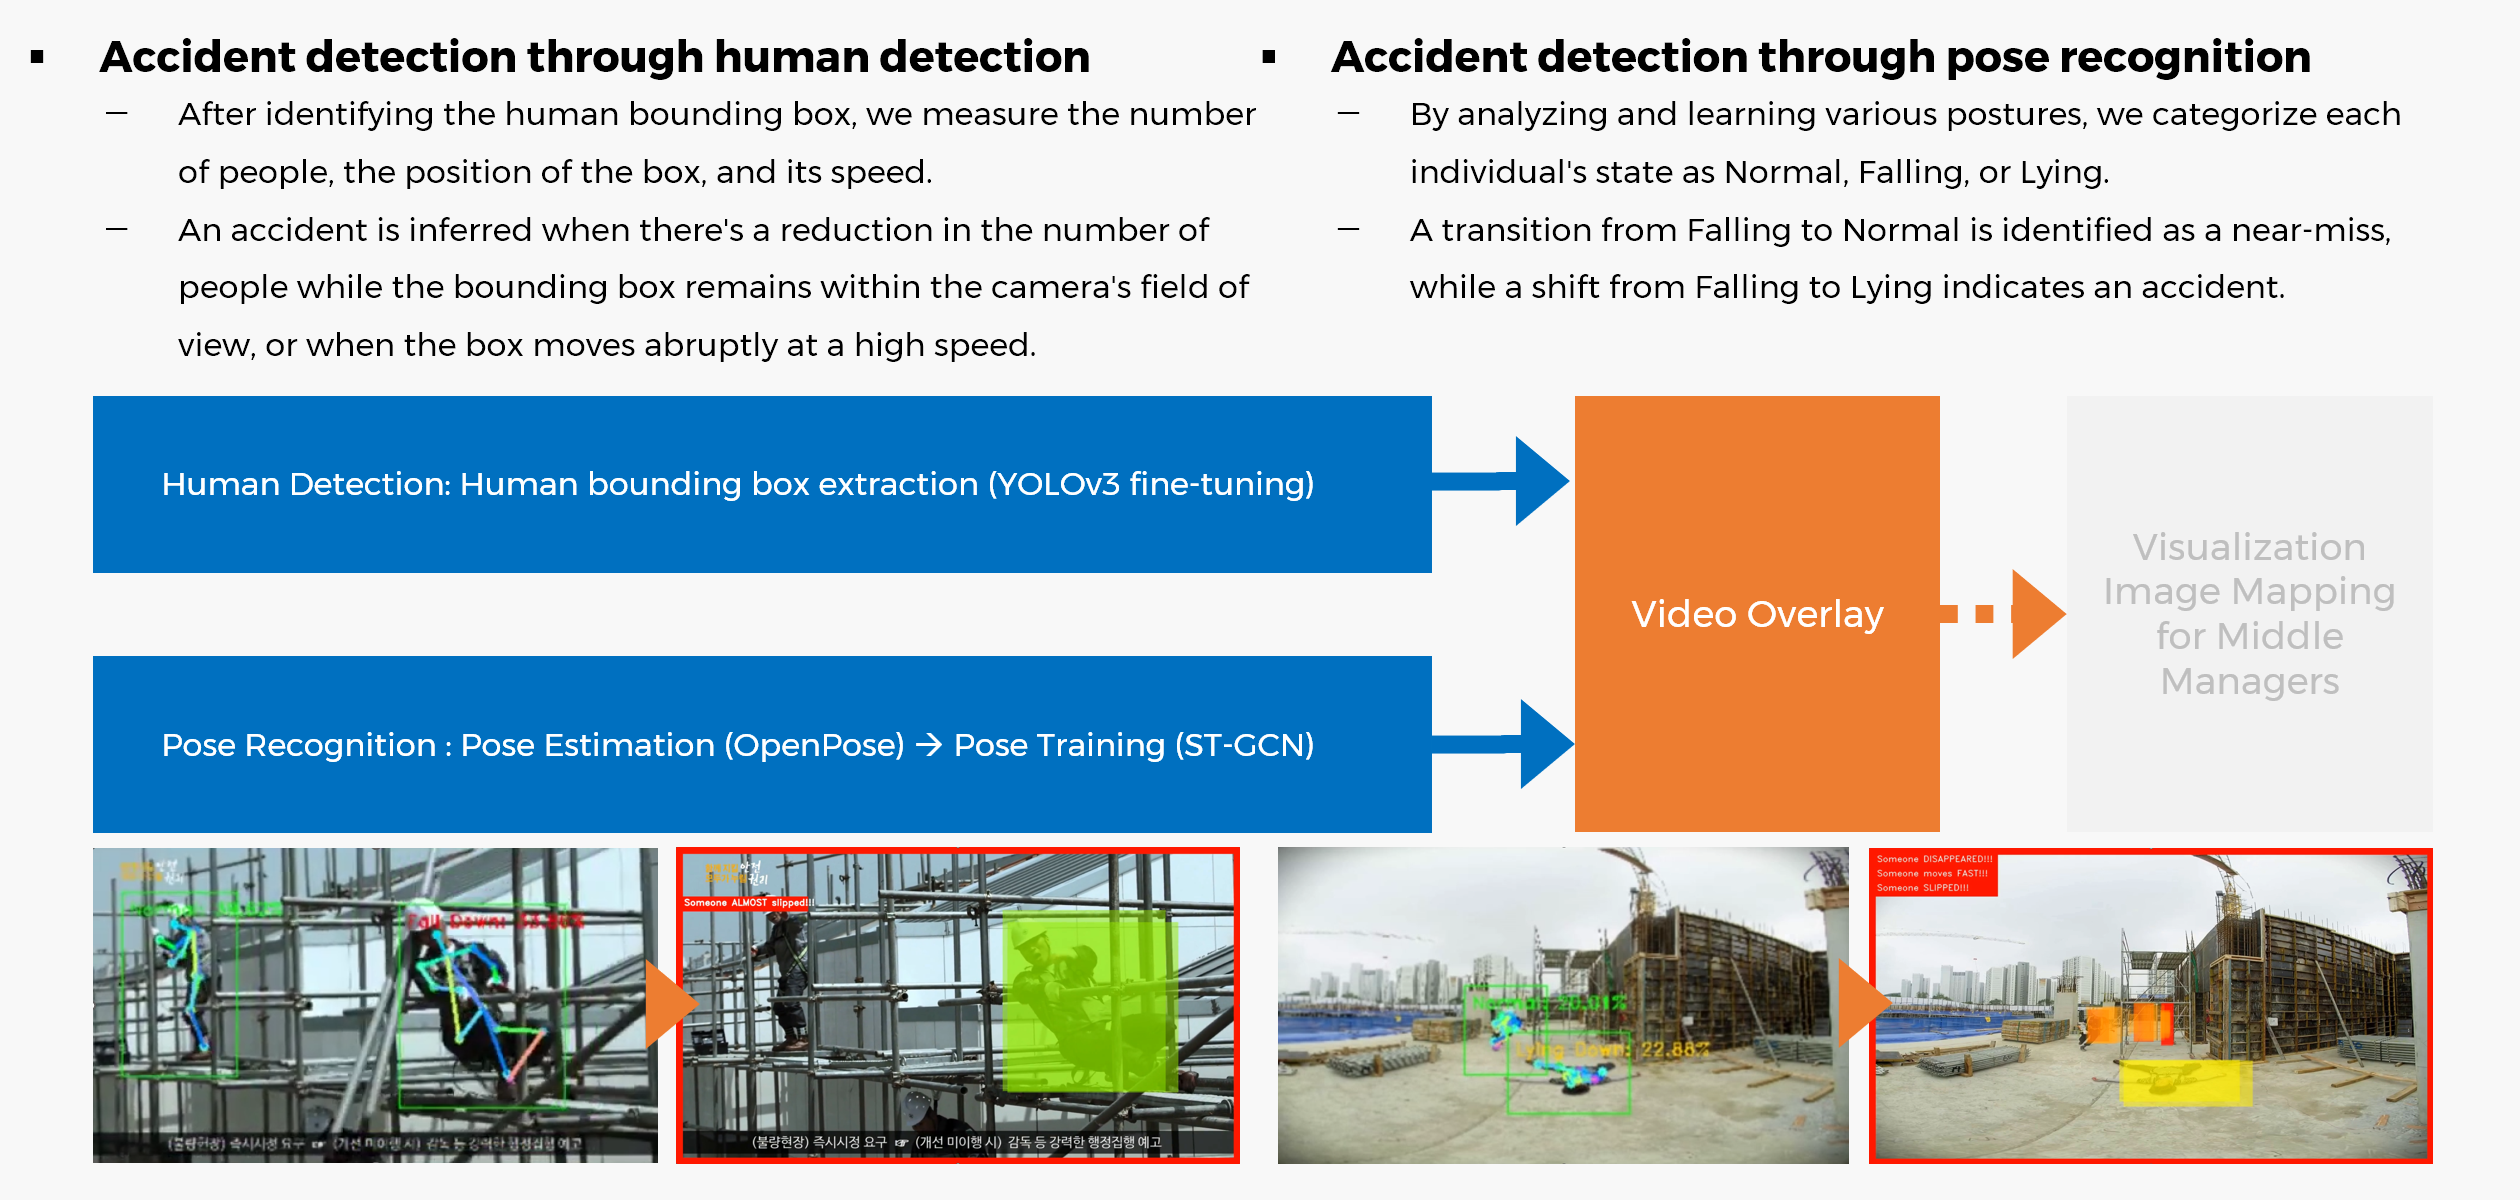 ▪ Accident detection through human detection
— After identifying the human bounding box, we measure the number
of people, the position of the box, and its speed.
— An accident is inferred when there's a reduction in the number of
people while the bounding box remains within the camera's field of
view, or when the box moves abruptly at a high speed.
▪ Accident detection through pose recognition
— By analyzing and learning various postures, we categorize each
individual's state as Normal, Falling, or Lying.
— A transition from Falling to Normal is identified as a near-miss,
while a shift from Falling to Lying indicates an accident.
Human Detection: Human bounding box extraction (YOLOv3 fine-tuning)
Pose Recognition : Pose Estimation (OpenPose) → Pose Training (ST-GCN)
Video Overlay
Visualization
Image Mapping
for Middle
Managers
안전
Normal:
Fall Down:
(불량현장) 즉시시정 요구 ☞ (개선 미이행 시) 감독 등 강력한 행정집행 예고
안전
Someone ALMOST slipped!!!
(불량현장) 즉시시정 요구 ☞ (개선 미이행 시) 감독 등 강력한 행정집행 예고
Normal: 20.01%
Lying Down: 22.88%
Someone DISAPPEARED!!!
Someone moves FAST!!!
Someone SLIPPED!!!